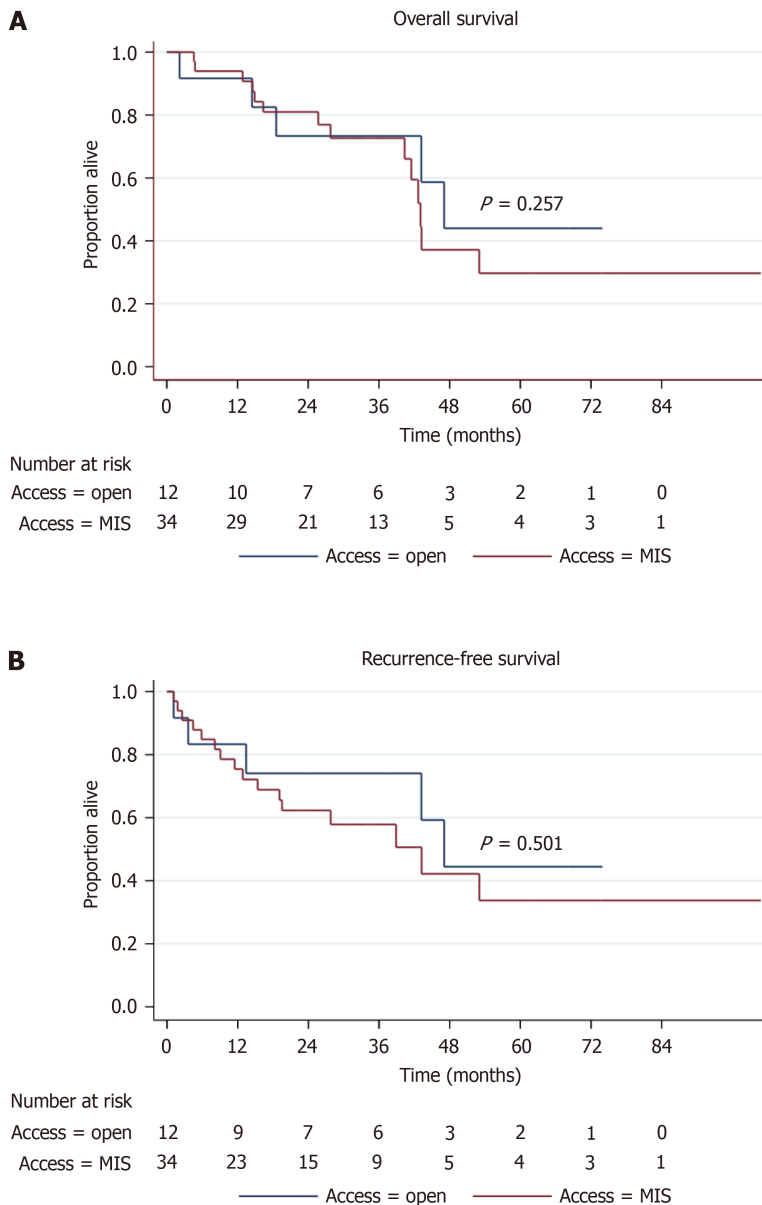 A
Overall survival
1.0
0.8
0.6
0.4
0.2
0.0
Proportion alive
P = 0.257
0 12 24 36 48 60 72 84
Time (months)
Number at risk
Access = open 12 10 7 6 3 2 1 0
Access = MIS 34 29 21 13 5 4 3 1
Access = open Access = MIS
B
Recurrence-free survival
1.0
0.8
0.6
0.4
0.2
0.0
Proportion alive
P = 0.501
0 12 24 36 48 60 72 84
Time (months)
Number at risk
Access = open 12 9 7 6 3 2 1 0
Access = MIS 34 23 15 9 5 4 3 1
Access = open Access = MIS